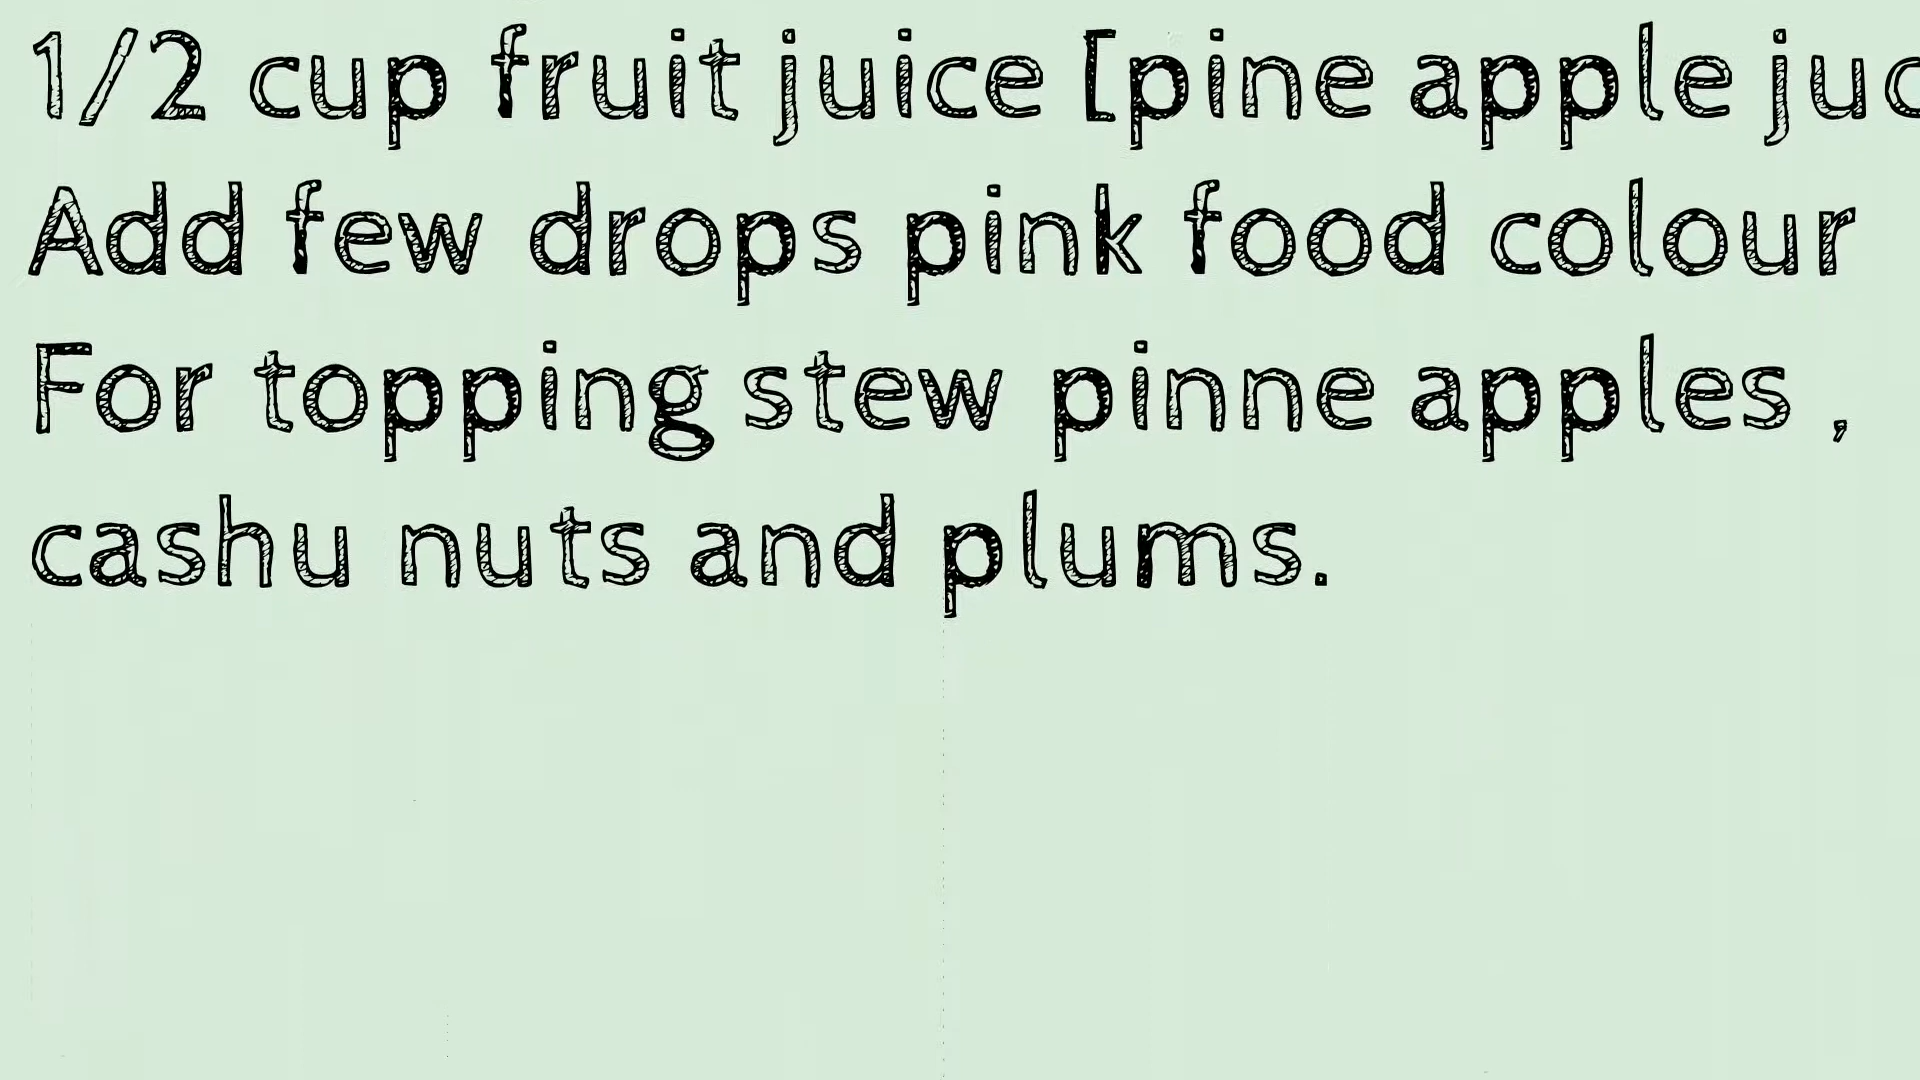 1/2 cup fruit juice [pine apple juc
Add few drops pink food colour
For topping stew pinne apples ,
cashu nuts and plums.